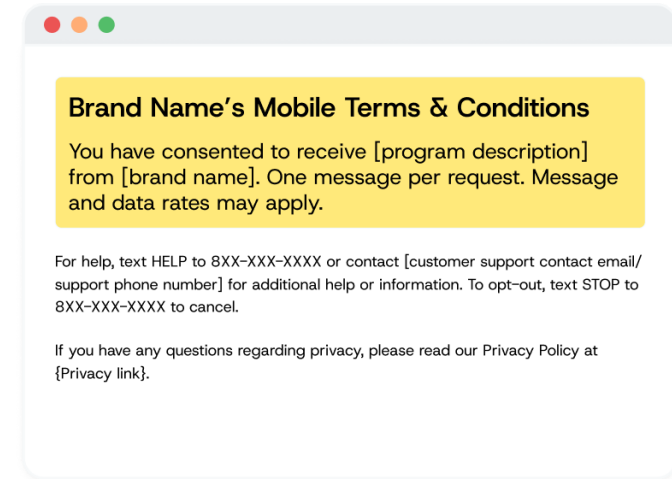 Brand Name's Mobile Terms & Conditions
You have consented to receive [program description]
from [brand name]. One message per request. Message
and data rates may apply.
For help, text HELP to 8XX-XXX-XXXX or contact [customer support contact email/
support phone number] for additional help or information. To opt-out, text STOP to
8XX-XXX-XXXX to cancel.
If you have any questions regarding privacy, please read our Privacy Policy at
{Privacy link}.